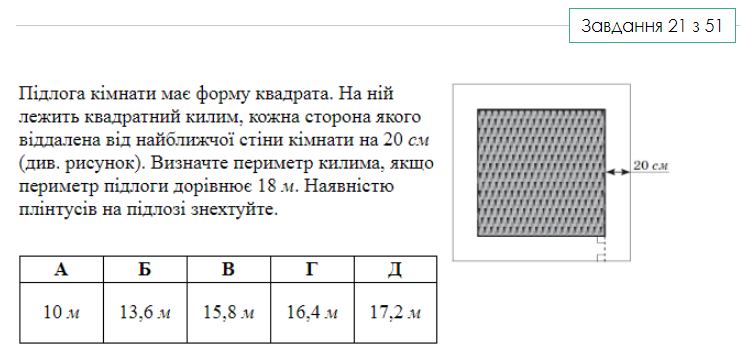 Завдання 21 з 51
Підлога кімнати має форму квадрата. На ній
лежить квадратний килим, кожна сторона якого
віддалена від найближчої стіни кімнати на 20 см
(див. рисунок). Визначте периметр килима, якщо
периметр підлоги дорівнює 18 м. Наявністю
плінтусів на підлозі знехтуйте.
20 см
А Б В Г Д
10 м 13,6 м 15,8 м 16,4 м 17,2 м